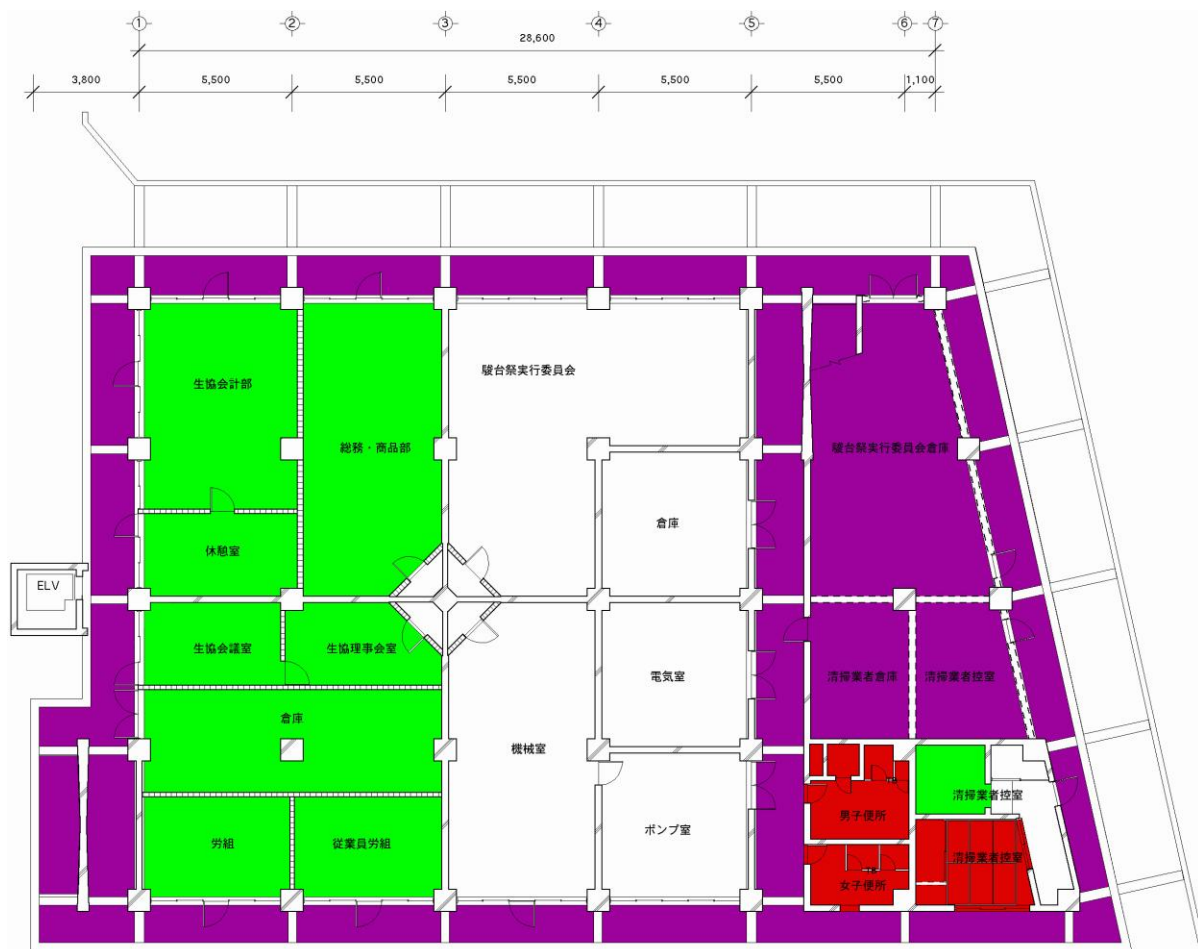 1 2 3 4 5 6 7
28,600
3,800 5,500 5,500 5,500 5,500 5,500 1,100
生協会計部
駿台祭実行委員会
総務・商品部
駿台祭実行委員会倉庫
倉庫
休憩室
ELV
生協会議室
生協理事会室
電気室
清掃業者倉庫
清掃業者控室
倉庫
機械室
清掃業者控室
男子便所
ポンプ室
労組
従業員労組
清掃業者控室
女子便所